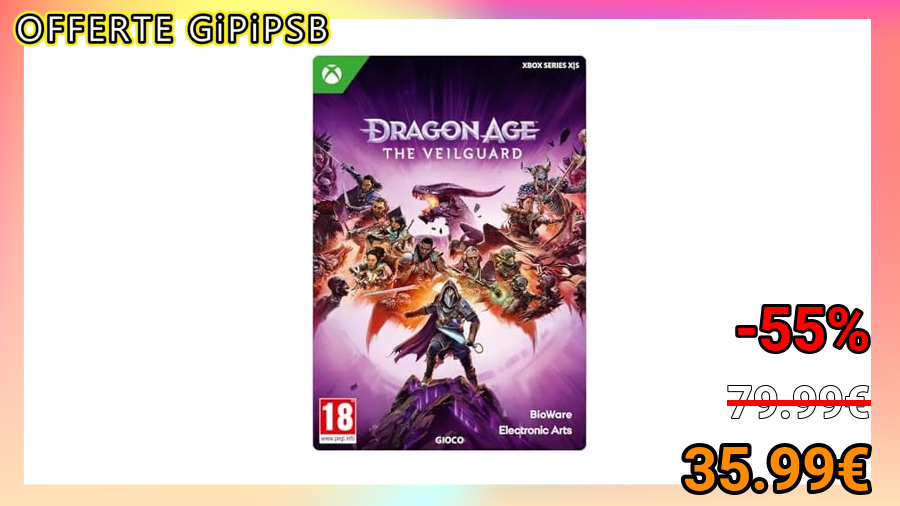 OFFERTE GiPiPSB
XBOX SERIES X|S
DRAGON AGE
THE VEILGUARD
18
www.pegi.info
BioWare
Electronic Arts
GIOCO
-55%
79.99€
35.99€